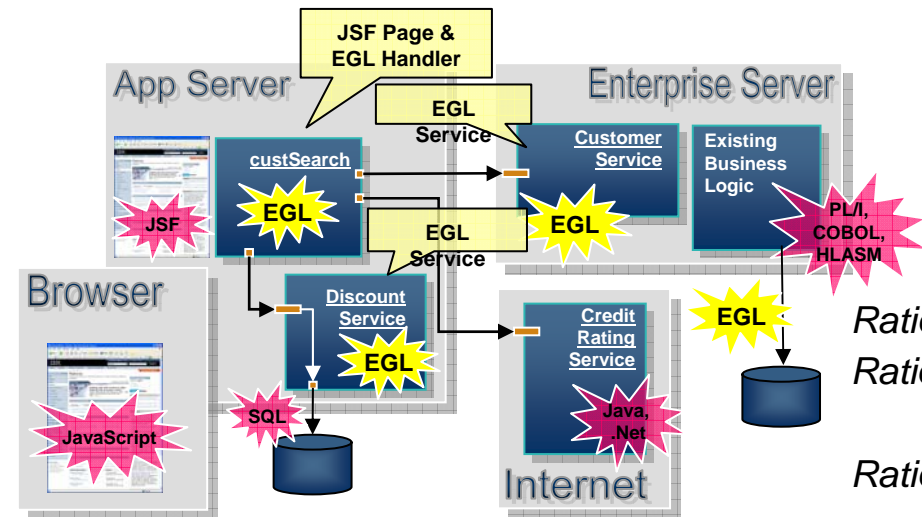 JSF Page &
EGL Handler
App Server
Enterprise Server
EGL
Service
custSearch
EGL
JSF
Customer
Service
EGL
Existing
Business
Logic
PL/I,
COBOL,
HLASM
EGL
Service
Browser
JavaScript
Discount
Service
EGL
SQL
Credit
Rating
Service
Java,
.Net
Internet
EGL